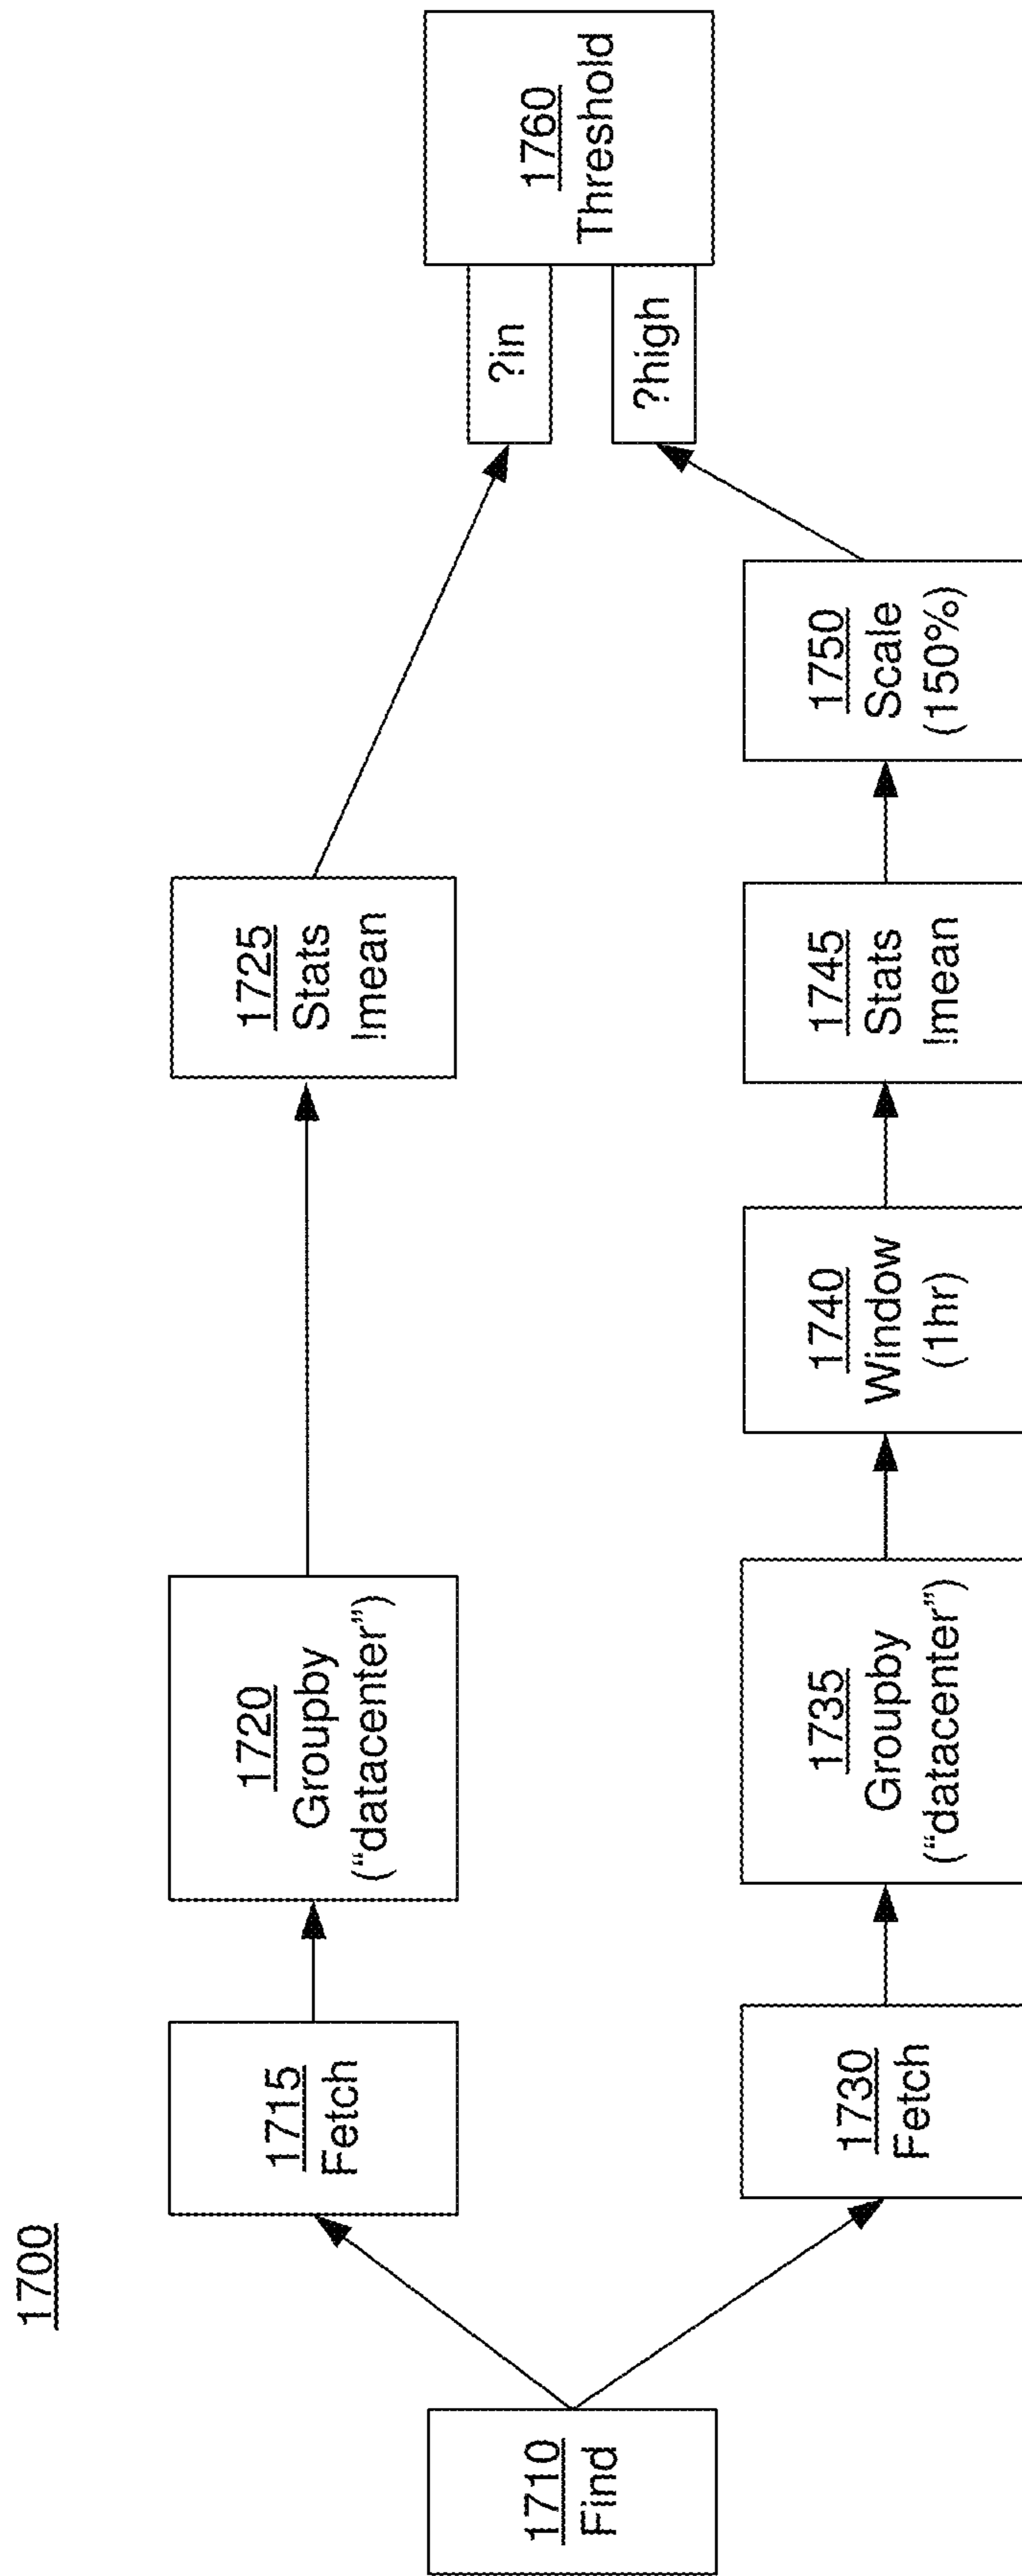 1700
1710
Find
1715
Fetch
1720
Groupby
(“datacenter”)
1725
Stats
!mean
1730
Fetch
1735
Groupby
(“datacenter”)
1740
Window
(1hr)
1745
Stats
!mean
1750
Scale
(150%)
?in
?high
1760
Threshold